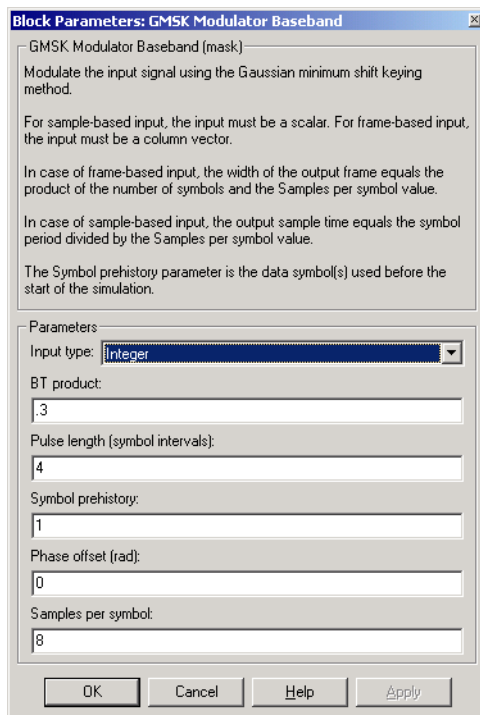 Block Parameters: GMSK Modulator Baseband
GMSK Modulator Baseband (mask)
Modulate the input signal using the Gaussian minimum shift keying
method.
For sample-based input, the input must be a scalar. For frame-based input,
the input must be a column vector.
In case of frame-based input, the width of the output frame equals the
product of the number of symbols and the Samples per symbol value.
In case of sample-based input, the output sample time equals the symbol
period divided by the Samples per symbol value.
The Symbol prehistory parameter is the data symbol(s) used before the
start of the simulation.
Parameters
Input type: Integer
BT product:
.3
Pulse length (symbol intervals):
4
Symbol prehistory:
1
Phase offset (rad):
0
Samples per symbol:
8
OK Cancel Help Apply